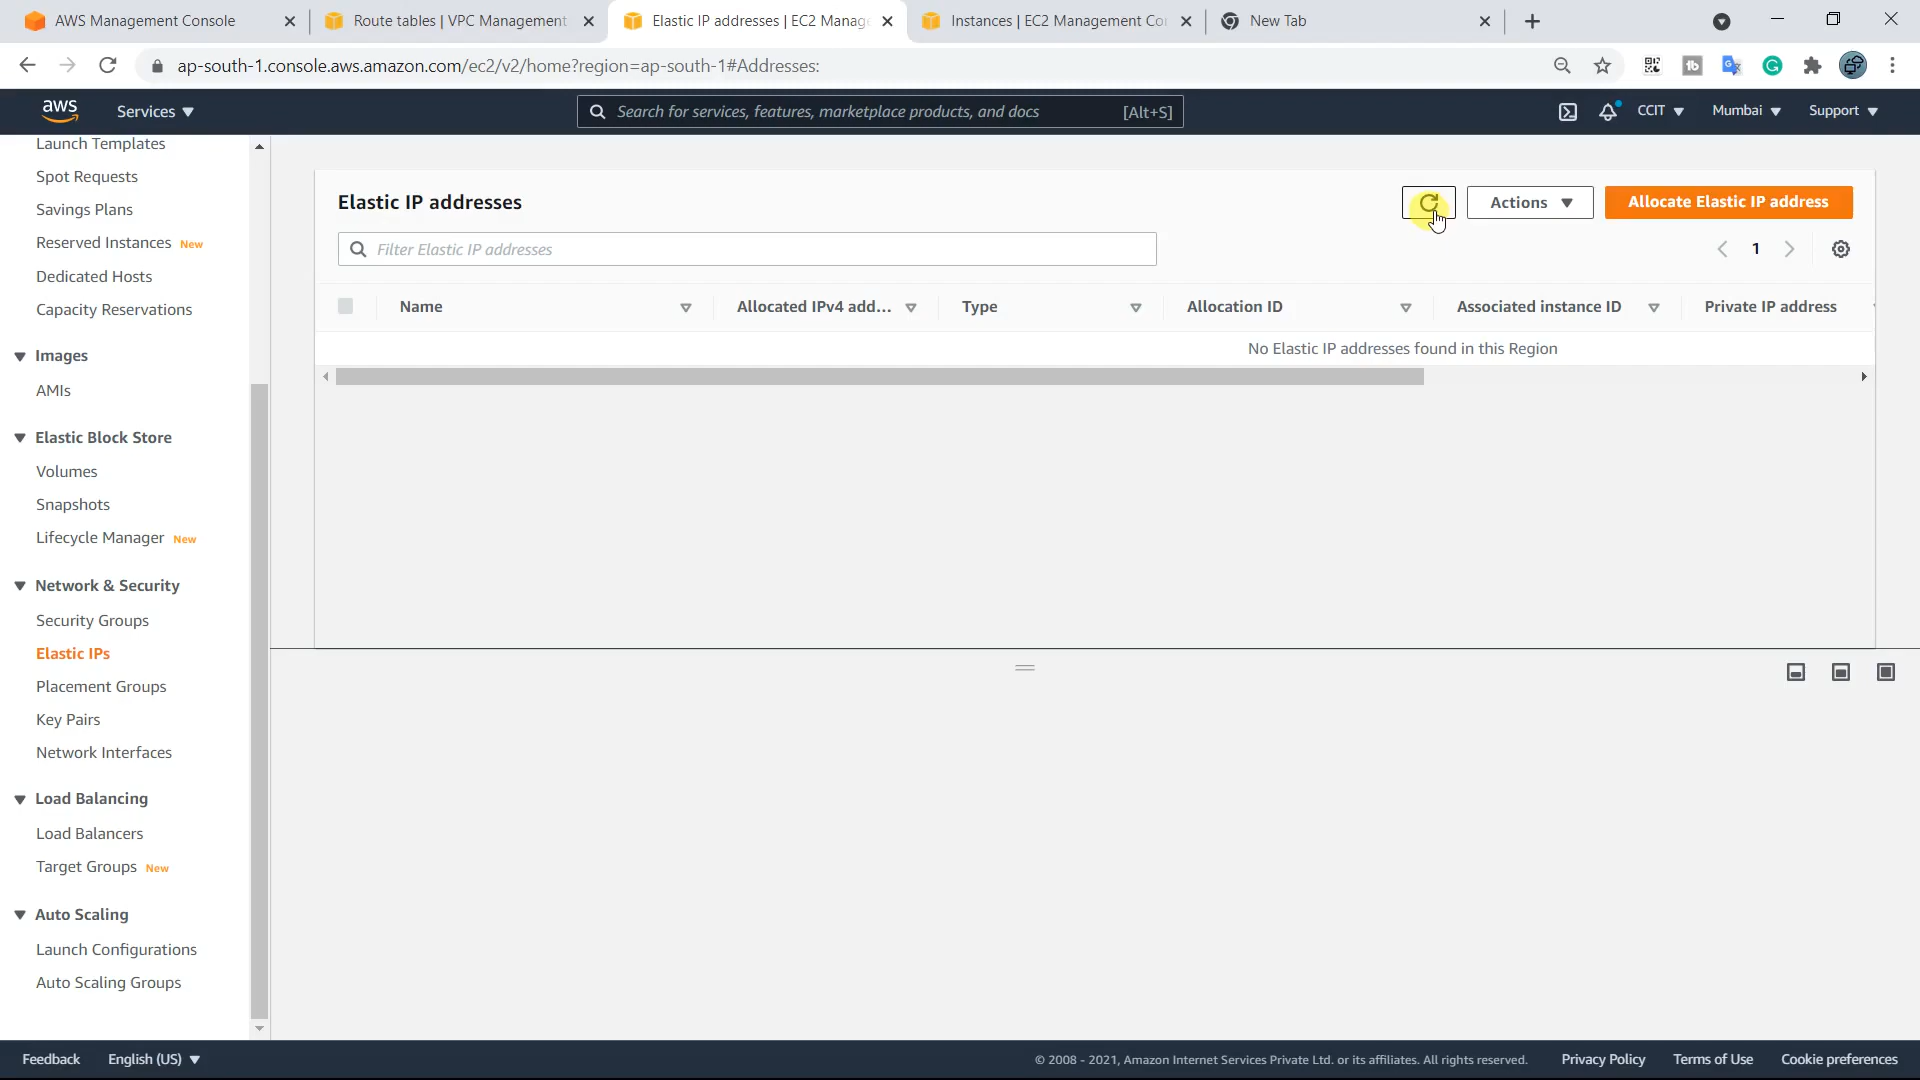 AWS Management Console
Route tables | VPC Management
Elastic IP addresses | EC2 Manage
Instances | EC2 Management Co
New Tab
ap-south-1.console.aws.amazon.com/ec2/v2/home?region=ap-south-1#Addresses:
aws
Services
Search for services, features, marketplace products, and docs
[Alt+S]
CCIT
Mumbai
Support
Launch Templates
Spot Requests
Savings Plans
Reserved Instances New
Dedicated Hosts
Capacity Reservations
Images
AMIs
Elastic Block Store
Volumes
Snapshots
Lifecycle Manager New
Network & Security
Security Groups
Elastic IPs
Placement Groups
Key Pairs
Network Interfaces
Load Balancing
Load Balancers
Target Groups New
Auto Scaling
Launch Configurations
Auto Scaling Groups
Elastic IP addresses
Actions
Allocate Elastic IP address
Filter Elastic IP addresses
1
Name
Allocated IPv4 add...
Type
Allocation ID
Associated instance ID
Private IP address
No Elastic IP addresses found in this Region
Feedback
English (US)
© 2008 - 2021, Amazon Internet Services Private Ltd. or its affiliates. All rights reserved.
Privacy Policy
Terms of Use
Cookie preferences